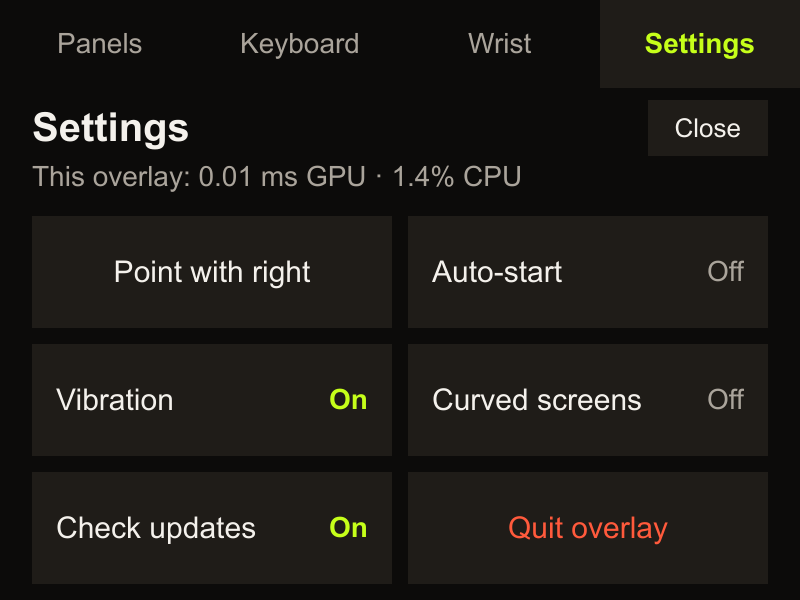 Panels Keyboard Wrist Settings
Settings Close
This overlay: 0.01 ms GPU · 1.4% CPU
Point with right Auto-start Off
Vibration On Curved screens Off
Check updates On Quit overlay